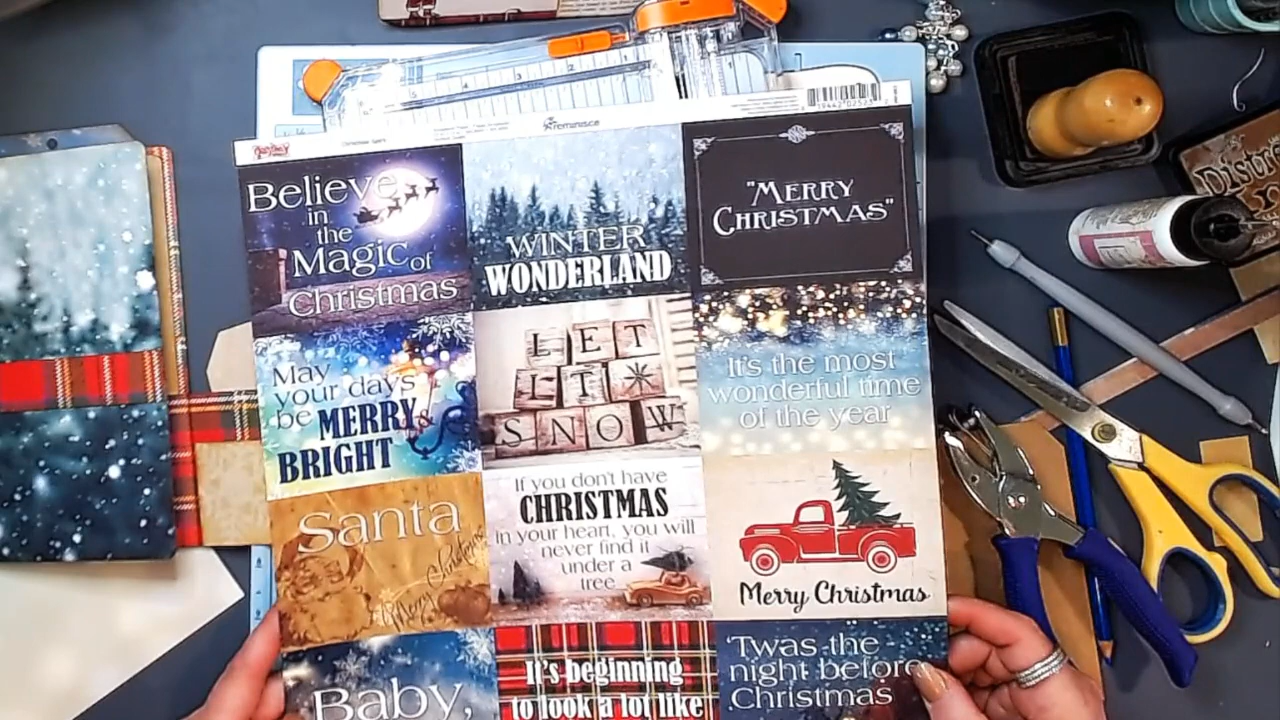 reminisce
Believe
in
the
Magic of
Christmas
WINTER
WONDERLAND
"MERRY
CHRISTMAS"
May
your days
be MERRY &
BRIGHT
LET
IT
SNOW
It's the most
wonderful time
of the year
Santa
Merry Christmas
If you don't have
CHRISTMAS
in your heart, you will
never find it
under a
tree
Merry Christmas
Baby,
It's beginning
to look a lot like
'Twas the
night before
Christmas
Distre